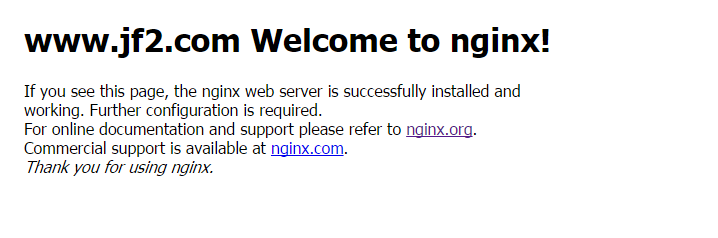 www.jf2.com Welcome to nginx!
If you see this page, the nginx web server is successfully installed and
working. Further configuration is required.
For online documentation and support please refer to nginx.org.
Commercial support is available at nginx.com.
Thank you for using nginx.